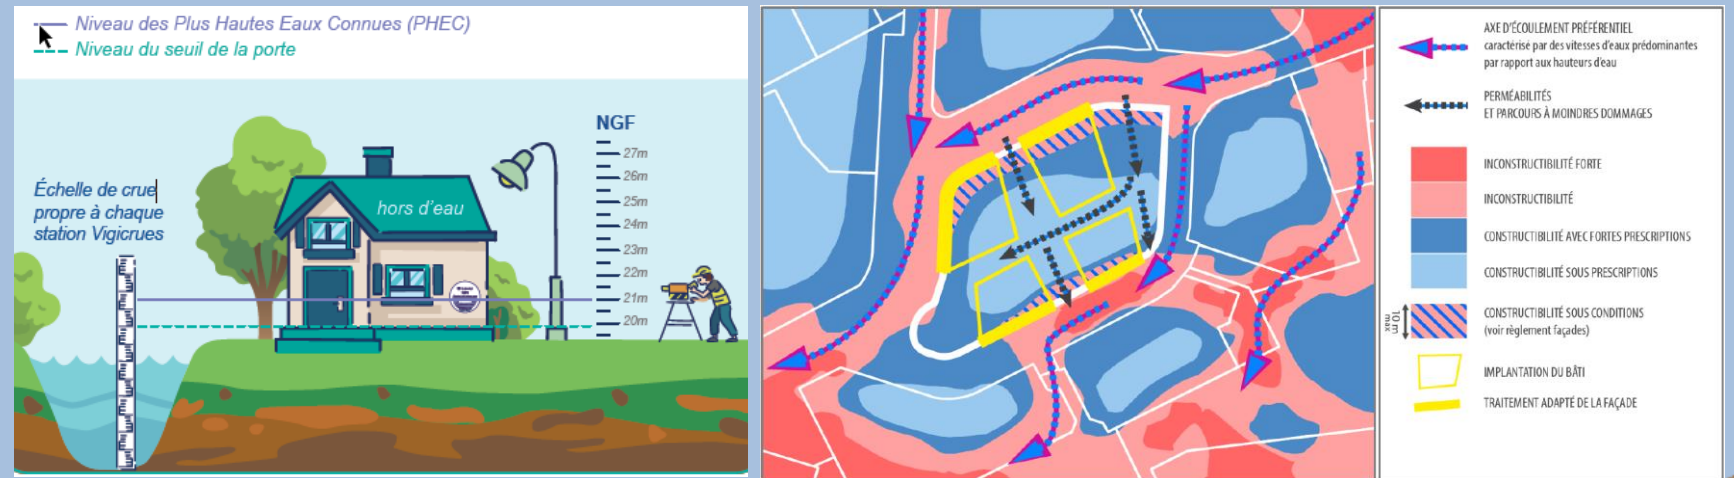 Niveau des Plus Hautes Eaux Connues (PHEC)
Niveau du seuil de la porte
Échelle de crue
propre à chaque
station Vigicrues
hors d'eau
NGF
27m
26m
25m
24m
23m
22m
21m
20m
AXE D'ÉCOULEMENT PRÉFÉRENTIEL
caractérisé par des vitesses d'eaux prédominantes
par rapport aux hauteurs d'eau
PERMÉABILITÉS
ET PARCOURS À MOINDRES DOMMAGES
INCONSTRUCTIBILITÉ FORTE
INCONSTRUCTIBILITÉ
CONSTRUCTIBILITÉ AVEC FORTES PRESCRIPTIONS
CONSTRUCTIBILITÉ SOUS PRESCRIPTIONS
10 m
max
CONSTRUCTIBILITÉ SOUS CONDITIONS
(voir règlement façades)
IMPLANTATION DU BÂTI
TRAITEMENT ADAPTÉ DE LA FAÇADE